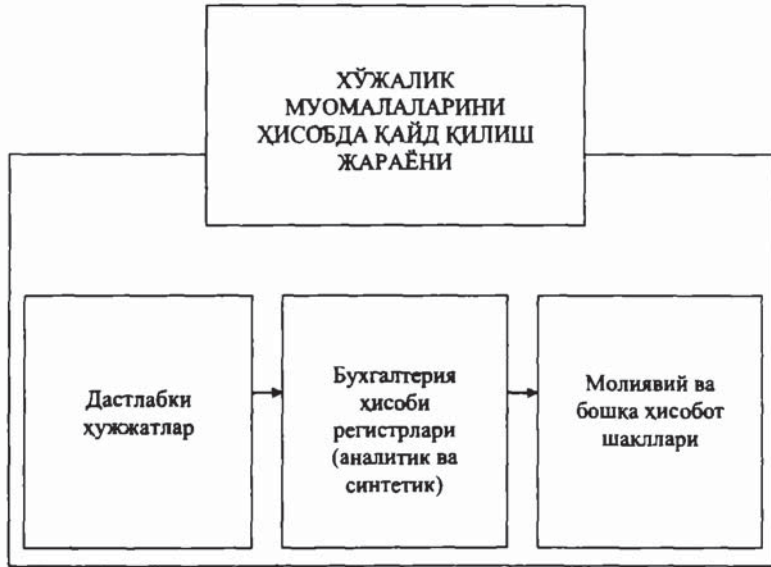 ХЎЖАЛИК
МУОМАЛАЛАРИНИ
ҲИСОБДА ҚАЙД ҚИЛИШ
ЖАРАЁНИ
Дастлабки
ҳужжатлар
Бухгалтерия
ҳисоби
регистрлари
(аналитик ва
синтетик)
Молиявий ва
бошқа ҳисобот
шакллари